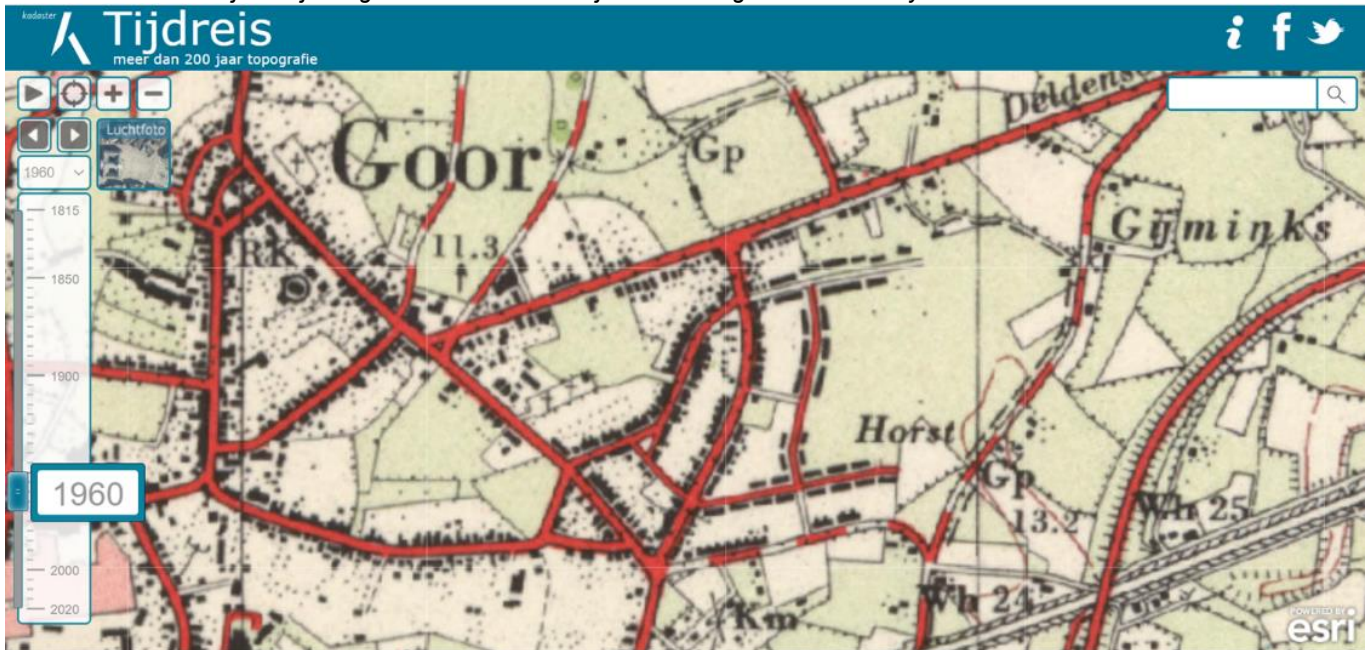 kadaster
Tijdreis
meer dan 200 jaar topografie
i f
Luchtfoto
1960
1815
1850
1900
1960
2000
2020
Goor
Gp
Gijminks
RK
11.3
Horst
Gp
13.2
Wh 25
Wh 24
Km
POWERED BY
esri